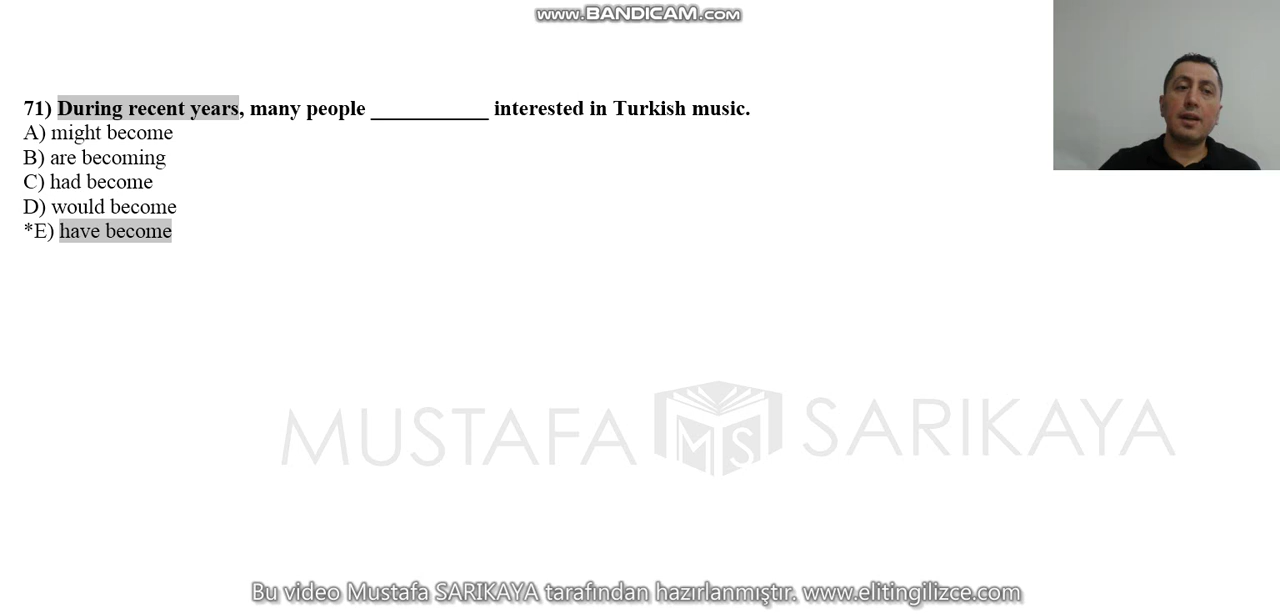 www.BANDICAM.com
71) During recent years, many people ___________ interested in Turkish music.
A) might become
B) are becoming
C) had become
D) would become
*E) have become
MUSTAFA MS SARIKAYA
Bu video Mustafa SARIKAYA tarafından hazırlanmıştır. www.elitingilizce.com